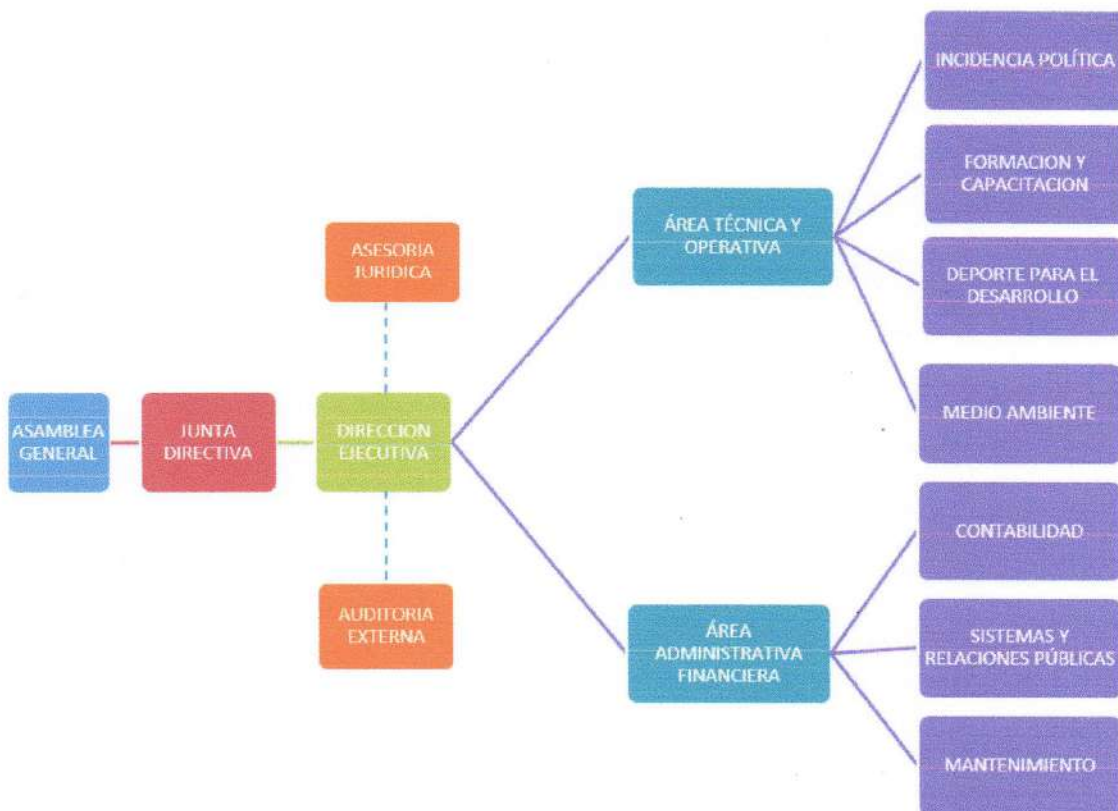 INCIDENCIA POLÍTICA
FORMACION Y
CAPACITACION
ÁREA TÉCNICA Y
OPERATIVA
ASESORIA
JURIDICA
DEPORTE PARA EL
DESARROLLO
ASAMBLEA
GENERAL
JUNTA
DIRECTIVA
DIRECCION
EJECUTIVA
MEDIO AMBIENTE
CONTABILIDAD
AUDITORIA
EXTERNA
ÁREA
ADMINISTRATIVA
FINANCIERA
SISTEMAS Y
RELACIONES PÚBLICAS
MANTENIMIENTO